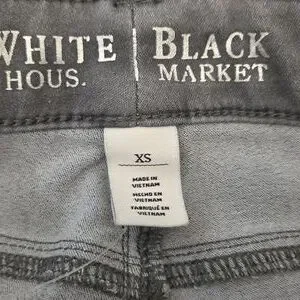 WHITE | BLACK
HOUS. | MARKET
XS
MADE IN
VIETNAM
HECHO EN
VIETNAM
FABRIQUÉ EN
VIETNAM